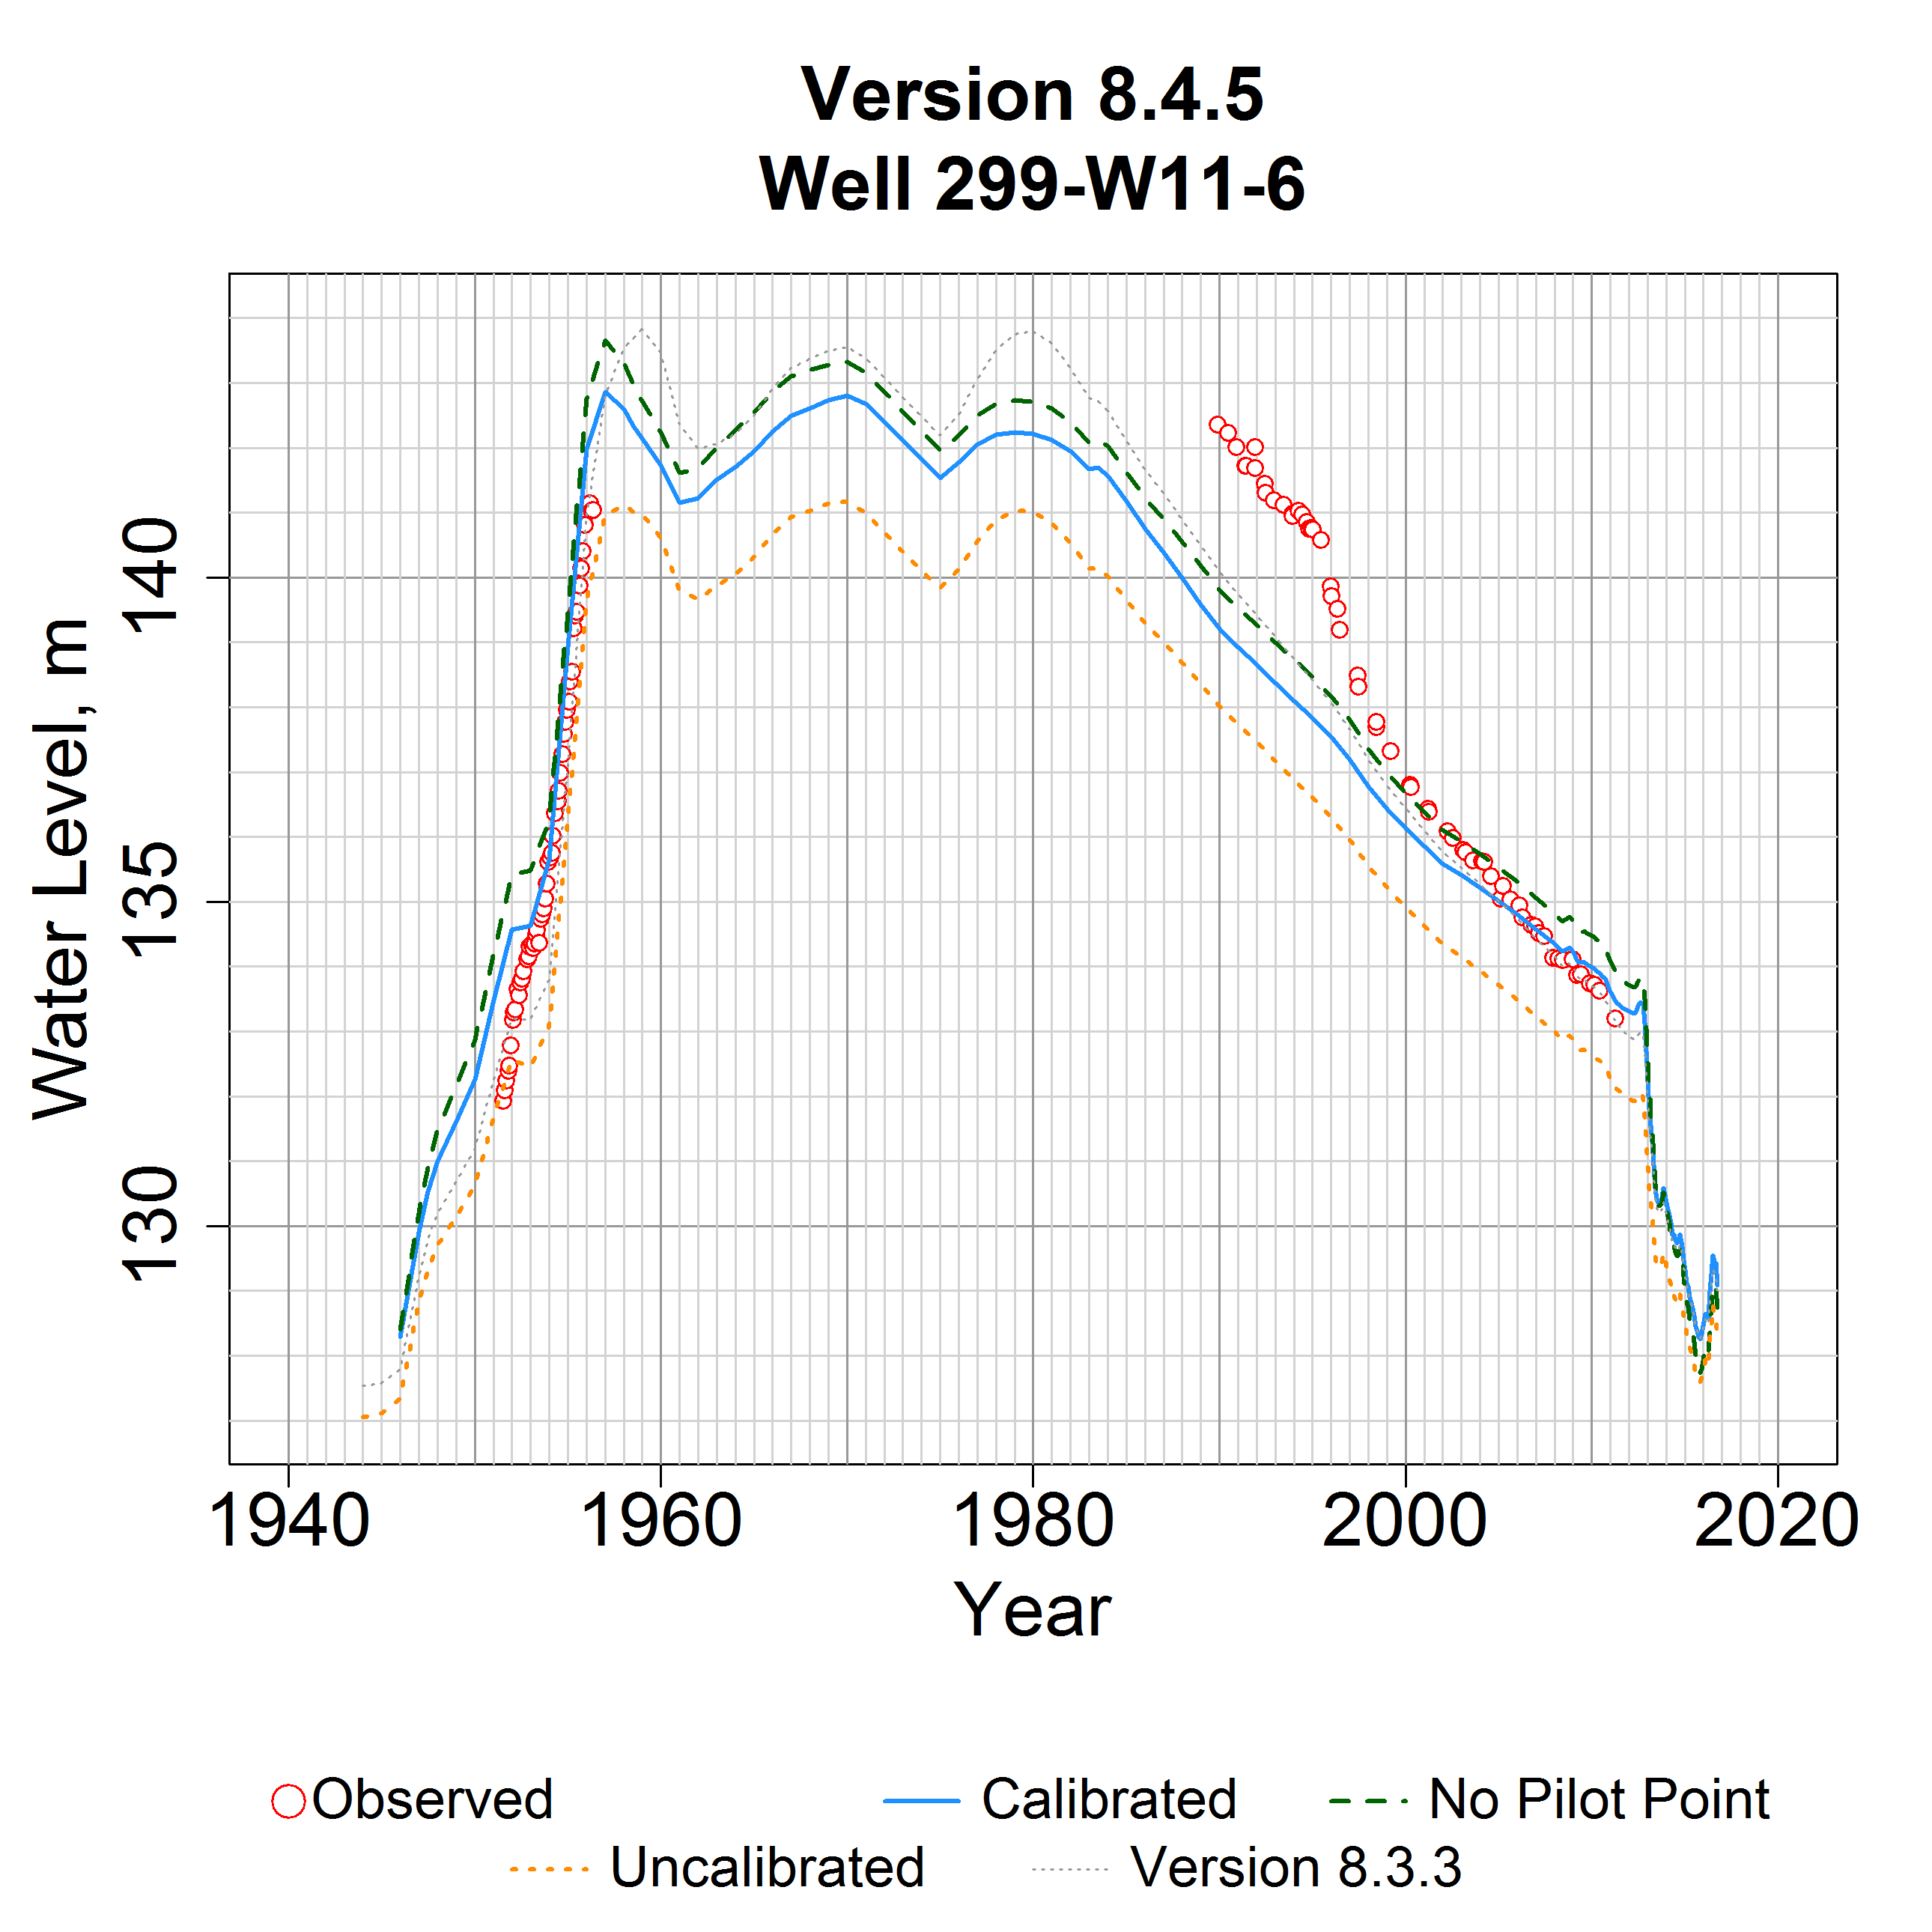 Version 8.4.5
Well 299-W11-6
Water Level, m
140
135
130
1940 1960 1980 2000 2020
Year
Observed Calibrated No Pilot Point
Uncalibrated Version 8.3.3